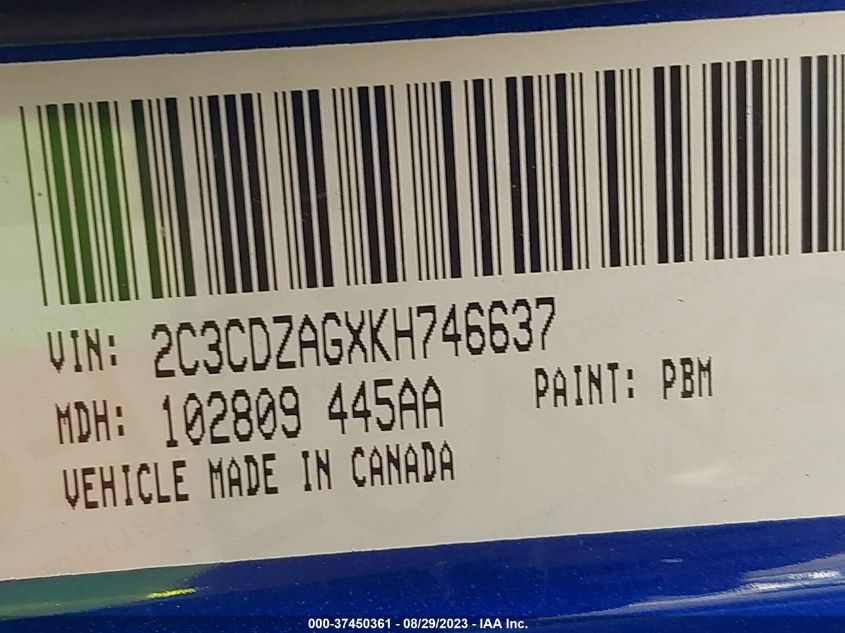 VIN: 2C3CDZAGXKH746637
MDH: 102809 445AA PAINT: PBM
VEHICLE MADE IN CANADA
000-37450361 - 08/29/2023 - IAA Inc.